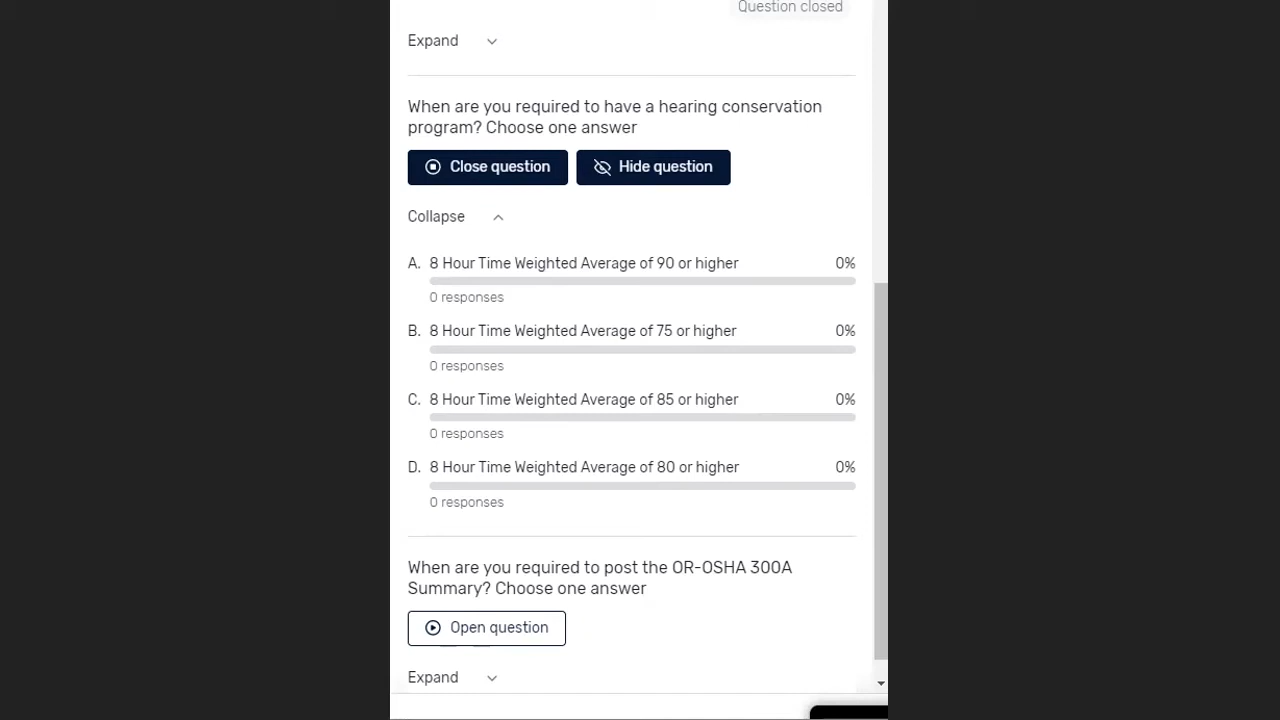 Question closed
Expand
When are you required to have a hearing conservation
program? Choose one answer
Close question Hide question
Collapse
A. 8 Hour Time Weighted Average of 90 or higher 0%
0 responses
B. 8 Hour Time Weighted Average of 75 or higher 0%
0 responses
C. 8 Hour Time Weighted Average of 85 or higher 0%
0 responses
D. 8 Hour Time Weighted Average of 80 or higher 0%
0 responses
When are you required to post the OR-OSHA 300A
Summary? Choose one answer
Open question
Expand